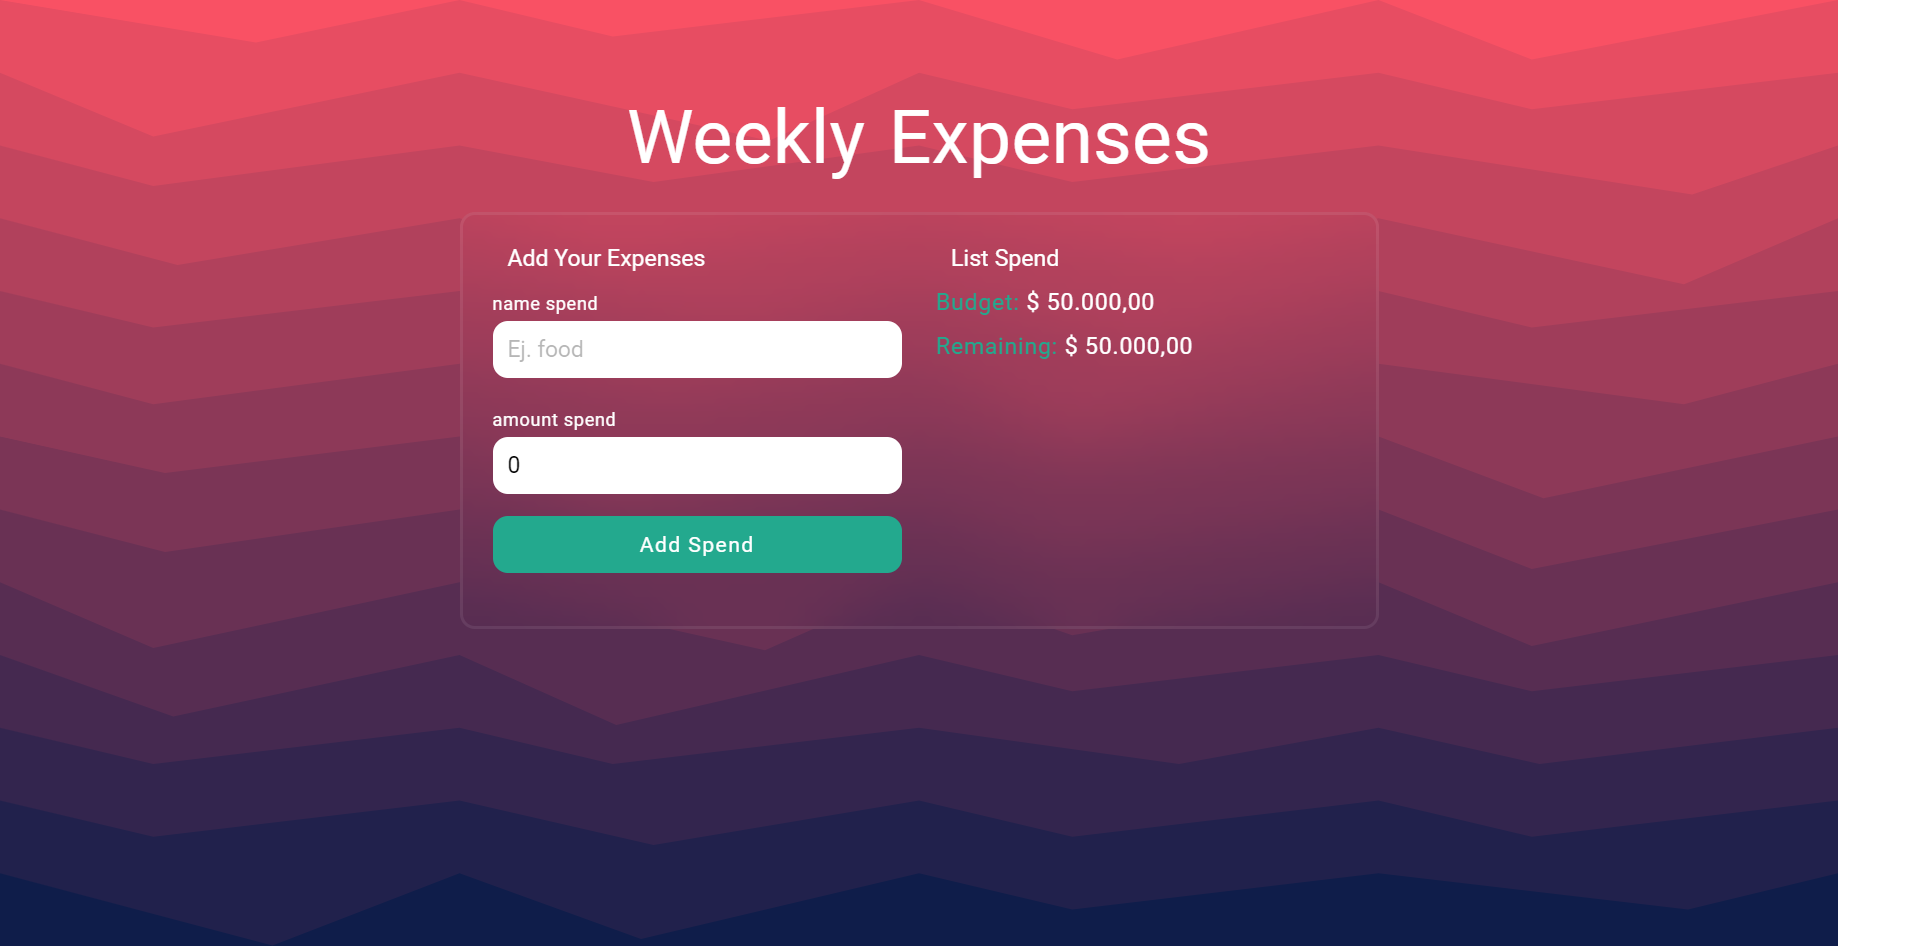 Weekly Expenses
Add Your Expenses
name spend
Ej. food
amount spend
0
Add Spend
List Spend
Budget: $ 50.000,00
Remaining: $ 50.000,00